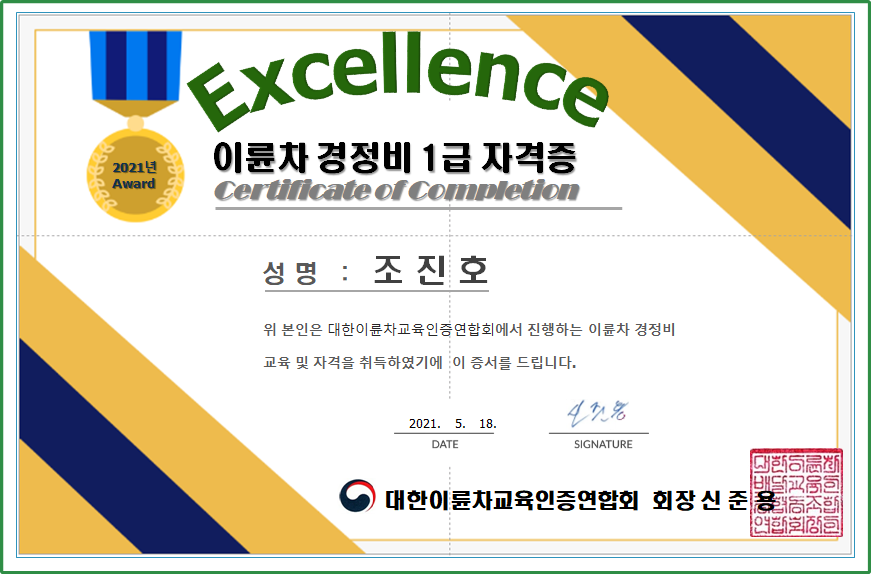 Excellence
2021년
Award
이륜차 경정비 1급 자격증
Certificate of Completion
성 명 : 조 진 호
위 본인은 대한이륜차교육인증연합회에서 진행하는 이륜차 경정비
교육 및 자격을 취득하였기에 이 증서를 드립니다.
2021. 5. 18.
DATE
신준용
SIGNATURE
대한이륜차교육인증연합회 회장 신 준 용